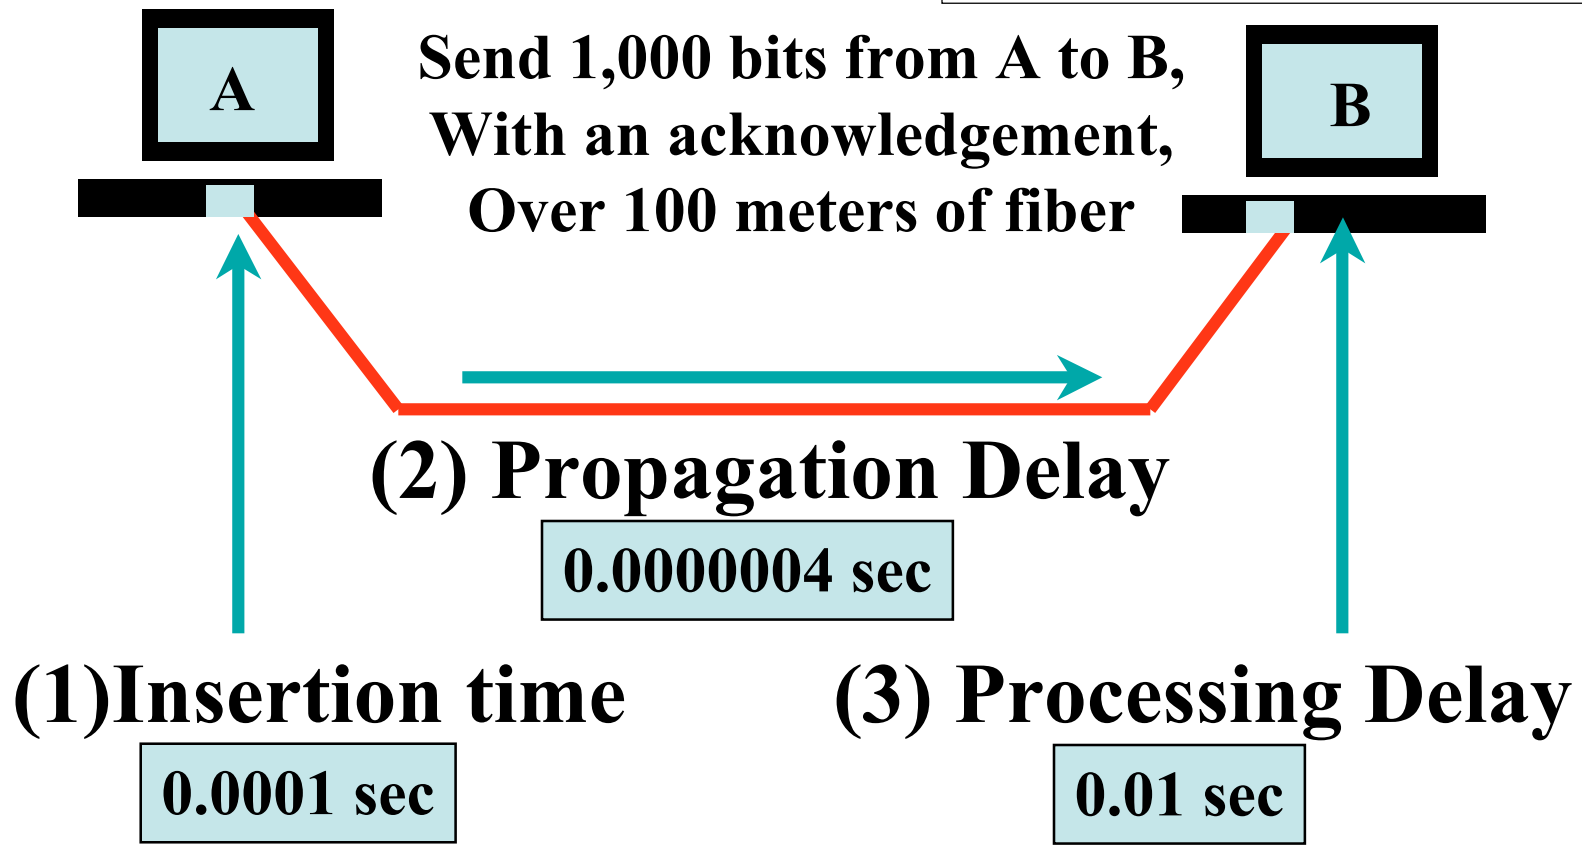 A
Send 1,000 bits from A to B,
With an acknowledgement,
Over 100 meters of fiber
B
(2) Propagation Delay
0.0000004 sec
(1)Insertion time
0.0001 sec
(3) Processing Delay
0.01 sec